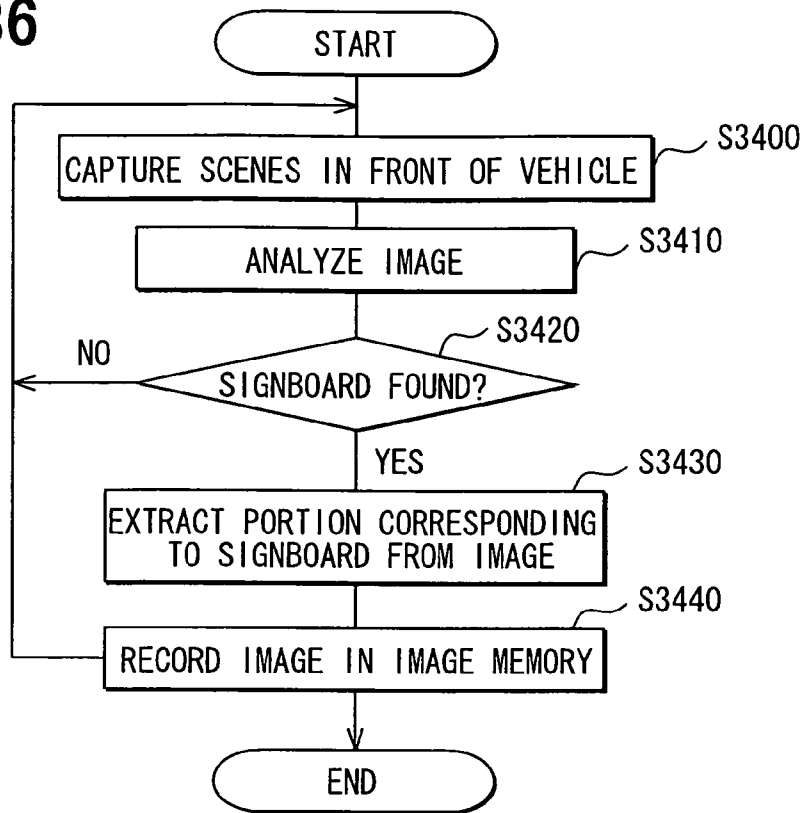 36
START
CAPTURE SCENES IN FRONT OF VEHICLE
S3400
ANALYZE IMAGE
S3410
S3420
NO
SIGNBOARD FOUND?
YES
S3430
EXTRACT PORTION CORRESPONDING
TO SIGNBOARD FROM IMAGE
S3440
RECORD IMAGE IN IMAGE MEMORY
END